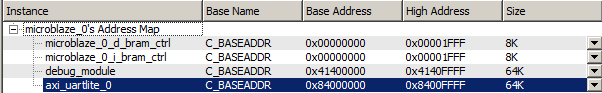 Instance Base Name Base Address High Address Size
microblaze_0's Address Map
microblaze_0_d_bram_ctrl C_BASEADDR 0x00000000 0x00001FFF 8K
microblaze_0_i_bram_ctrl C_BASEADDR 0x00000000 0x00001FFF 8K
debug_module C_BASEADDR 0x41400000 0x4140FFFF 64K
axi_uartlite_0 C_BASEADDR 0x84000000 0x8400FFFF 64K